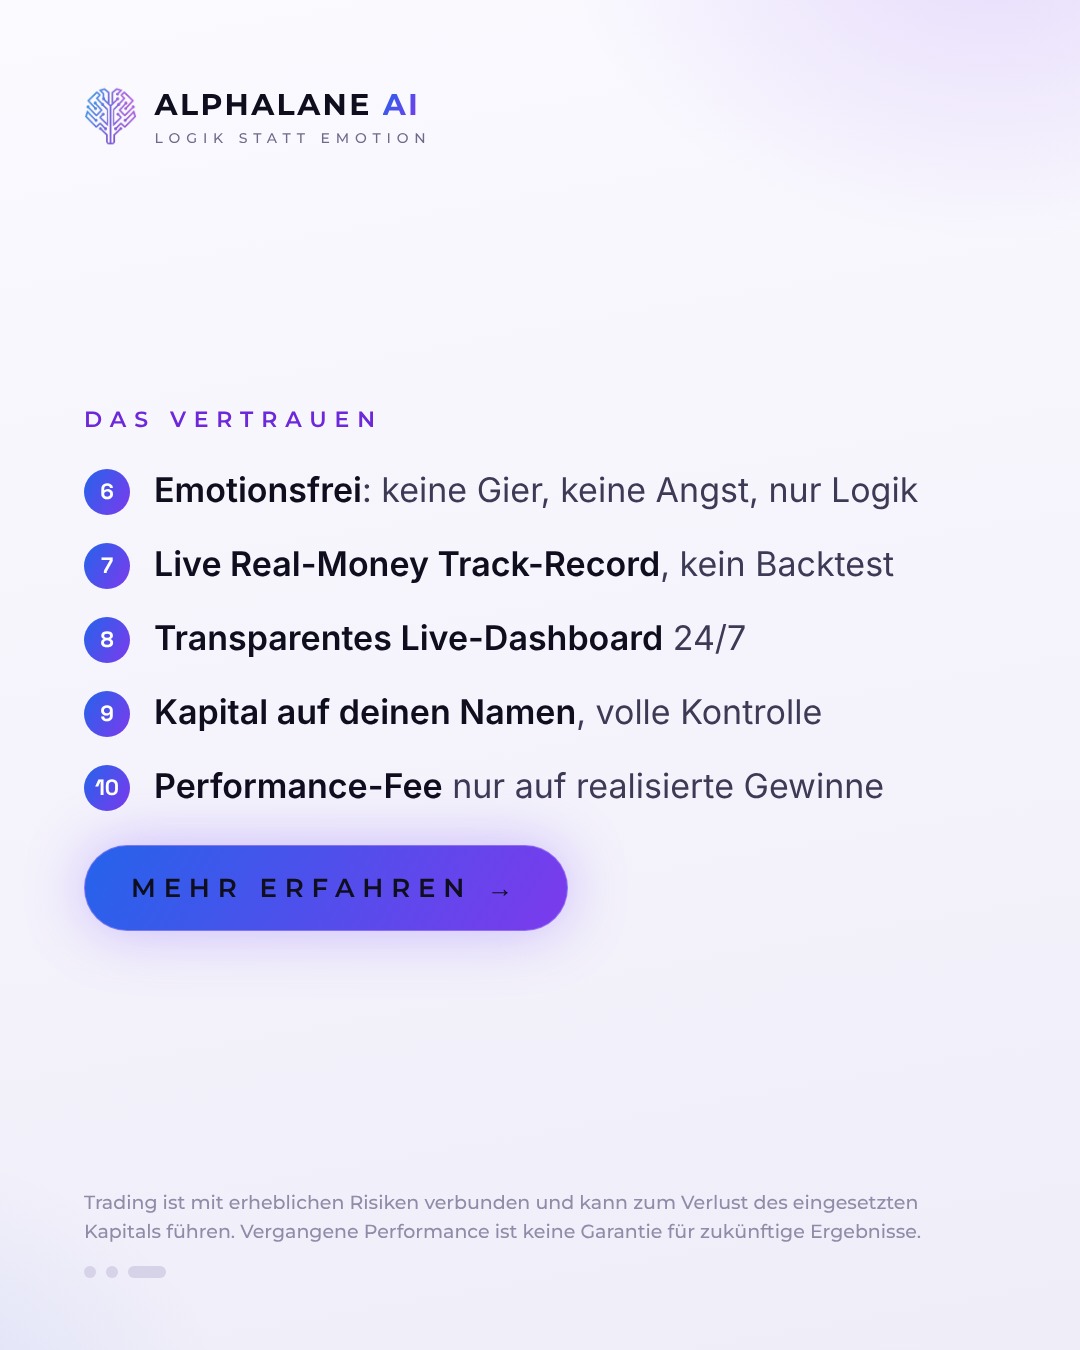 ALPHALANE AI
LOGIK STATT EMOTION
DAS VERTRAUEN
6 Emotionsfrei: keine Gier, keine Angst, nur Logik
7 Live Real-Money Track-Record, kein Backtest
8 Transparentes Live-Dashboard 24/7
9 Kapital auf deinen Namen, volle Kontrolle
10 Performance-Fee nur auf realisierte Gewinne
MEHR ERFAHREN →
Trading ist mit erheblichen Risiken verbunden und kann zum Verlust des eingesetzten
Kapitals führen. Vergangene Performance ist keine Garantie für zukünftige Ergebnisse.